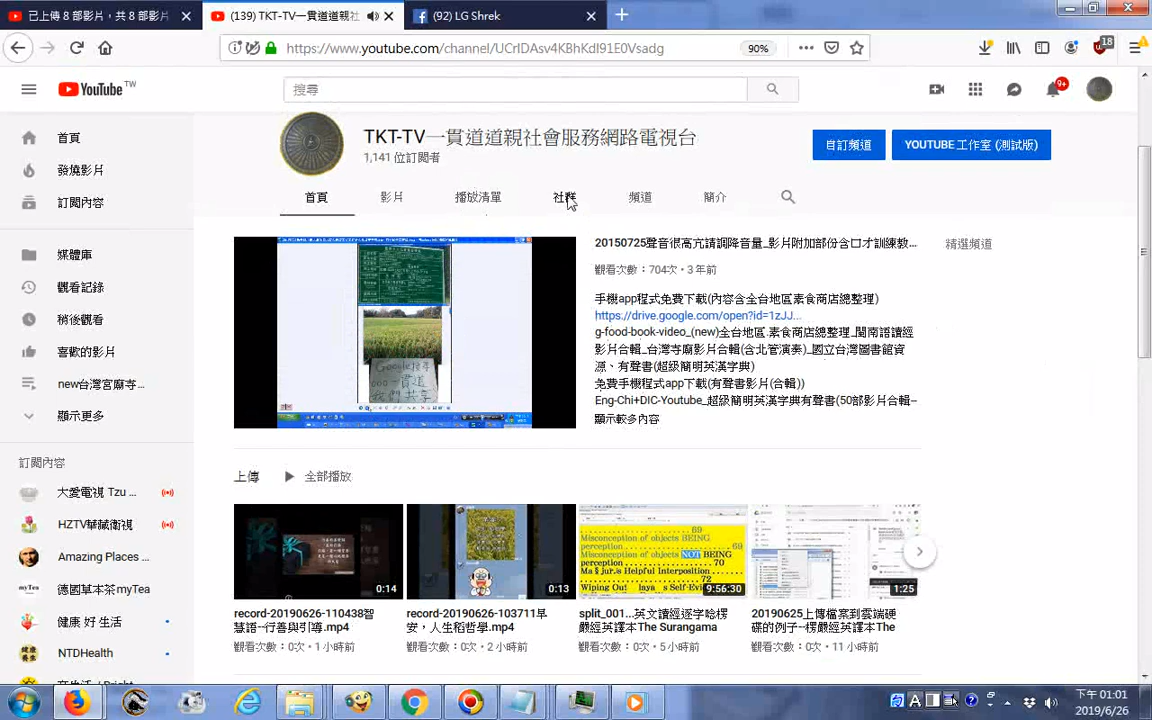 已上傳 8 部影片，共 8 部影片
(139) TKT-TV一貫道道親社
(92) LG Shrek
https://www.youtube.com/channel/UCrIDAsv4KBhKdI91E0Vsadg
90%
18
YouTube TW
搜尋
9+
首頁
發燒影片
訂閱內容
媒體庫
觀看記錄
稍後觀看
喜歡的影片
new台灣宮廟寺...
顯示更多
訂閱內容
大愛電視 Tzu ...
HZTV華藏衛視
Amazing Places ...
德國草本茶myTea
健康 好 生活
NTDHealth
TKT-TV一貫道道親社會服務網路電視台
1,141 位訂閱者
自訂頻道
YOUTUBE 工作室 (測試版)
首頁
影片
播放清單
社群
頻道
簡介
20150725聲音很高亢請調降音量_影片附加部份含口才訓練教...
觀看次數：704次 • 3 年前
手機app程式免費下載(內容含全台地區素食商店總整理)
https://drive.google.com/open?id=1zJJ...
g-food-book-video_(new)全台地區.素食商店總整理_閩南語讀經
影片合輯_台灣寺廟影片合輯(含北管演奏)_國立台灣圖書館資
源、有聲書(超級簡明英漢字典)
免費手機程式app下載(有聲書影片(合輯))
Eng-Chi+DIC-Youtube_超級簡明英漢字典有聲書(50部影片合輯--
顯示較多內容
精選頻道
上傳
全部播放
0:14
record-20190626-110438智
慧語--行善與引導.mp4
觀看次數：0次 • 1 小時前
0:13
record-20190626-103711早
安，人生稻哲學.mp4
觀看次數：0次 • 2 小時前
69
Misconception of objects BEING
perception
69
Misconception of objects NOT BEING
perception
70
72
9:56:30
split_001...英文讀經逐字唸楞
嚴經英譯本The Surangama
觀看次數：0次 • 5 小時前
1:25
20190625上傳檔案到雲端硬
碟的例子--楞嚴經英譯本The
觀看次數：0次 • 11 小時前
下午 01:01
2019/6/26